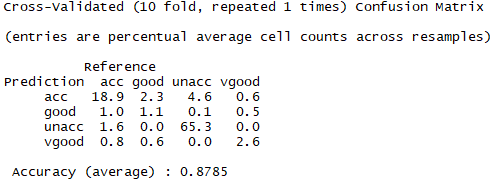 Cross-Validated (10 fold, repeated 1 times) Confusion Matrix
(entries are percentual average cell counts across resamples)
Reference
Prediction acc good unacc vgood
acc 18.9 2.3 4.6 0.6
good 1.0 1.1 0.1 0.5
unacc 1.6 0.0 65.3 0.0
vgood 0.8 0.6 0.0 2.6
Accuracy (average) : 0.8785